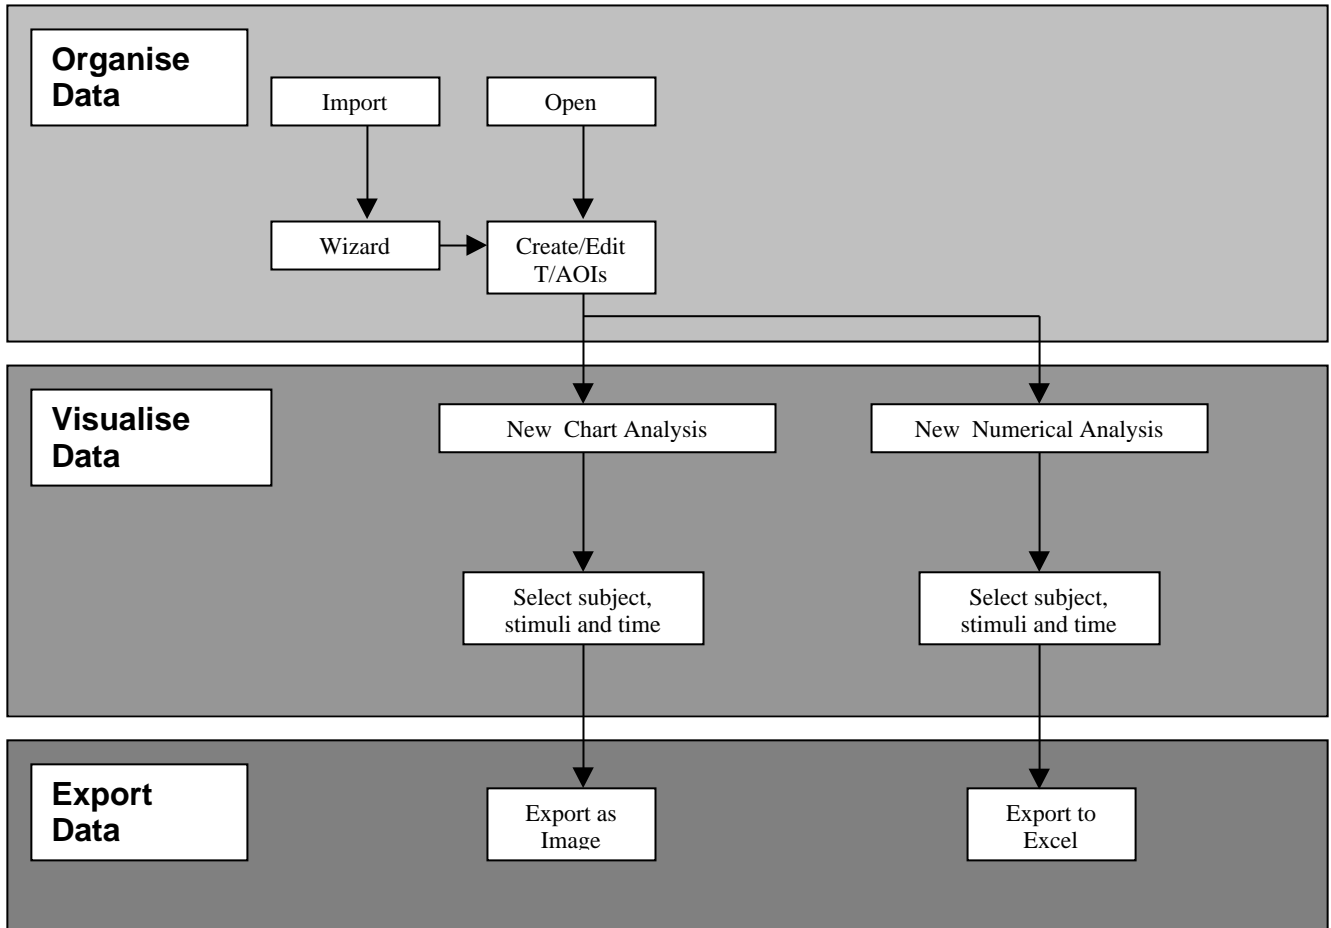 Organise
Data
Import
Open
Wizard
Create/Edit
T/AOIs
Visualise
Data
New Chart Analysis
New Numerical Analysis
Select subject,
stimuli and time
Select subject,
stimuli and time
Export
Data
Export as
Image
Export to
Excel